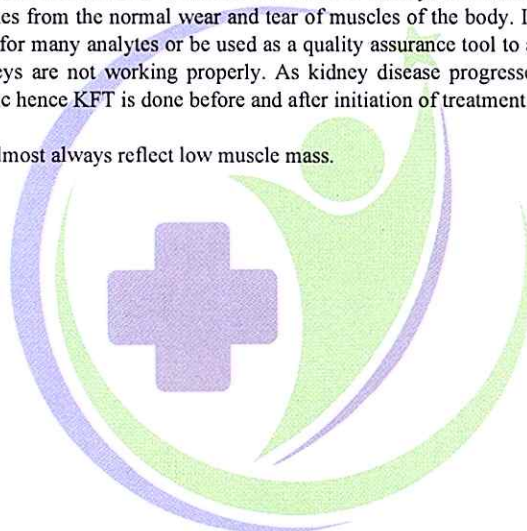 es from the normal wear and tear of muscles of the body. I
for many analytes or be used as a quality assurance tool to a
eys are not working properly. As kidney disease progresse
c hence KFT is done before and after initiation of treatment
lmost always reflect low muscle mass.